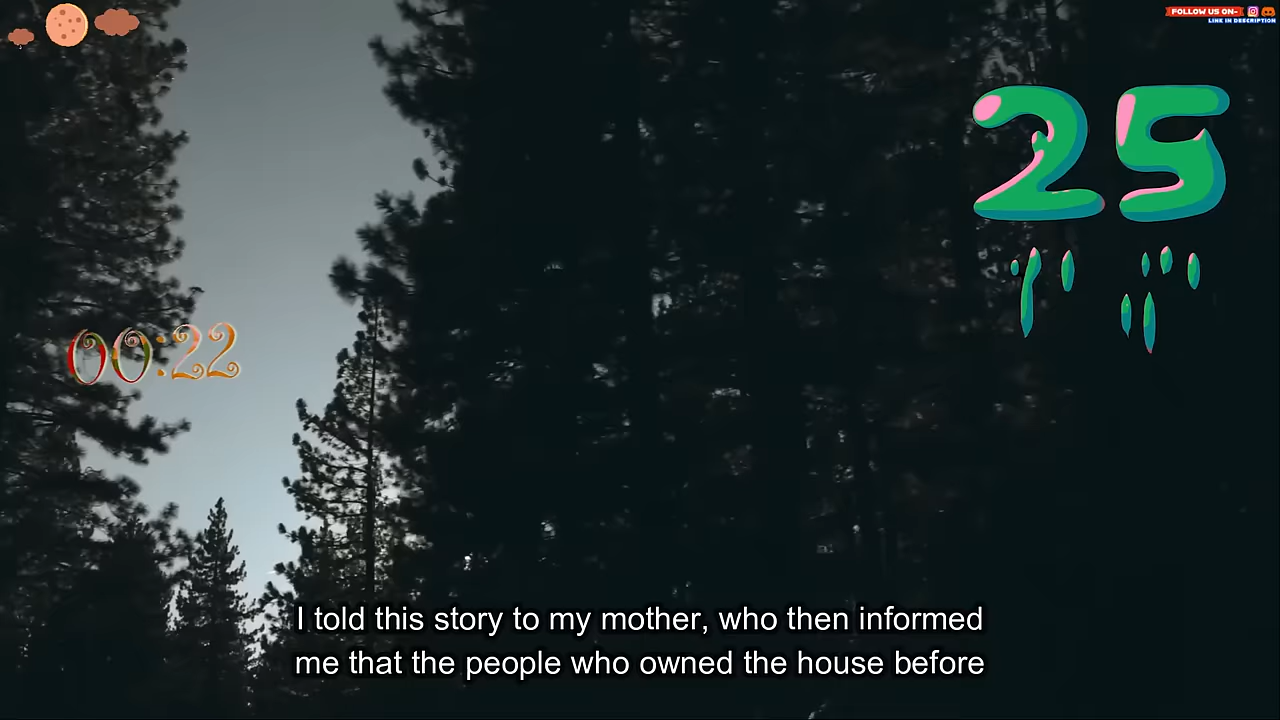 FOLLOW US ON-
LINK IN DESCRIPTION
25
00:22
I told this story to my mother, who then informed
me that the people who owned the house before